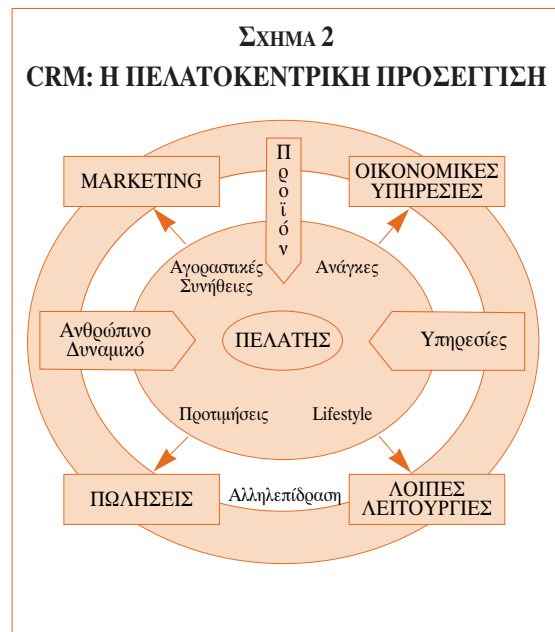 ΣΧΗΜΑ 2
CRM: Η ΠΕΛΑΤΟΚΕΝΤΡΙΚΗ ΠΡΟΣΕΓΓΙΣΗ
Προϊόν
MARKETING
ΟΙΚΟΝΟΜΙΚΕΣ
ΥΠΗΡΕΣΙΕΣ
Αγοραστικές
Συνήθειες
Ανάγκες
Ανθρώπινο
Δυναμικό
ΠΕΛΑΤΗΣ
Υπηρεσίες
Προτιμήσεις
Lifestyle
ΠΩΛΗΣΕΙΣ
Αλληλεπίδραση
ΛΟΙΠΕΣ
ΛΕΙΤΟΥΡΓΙΕΣ